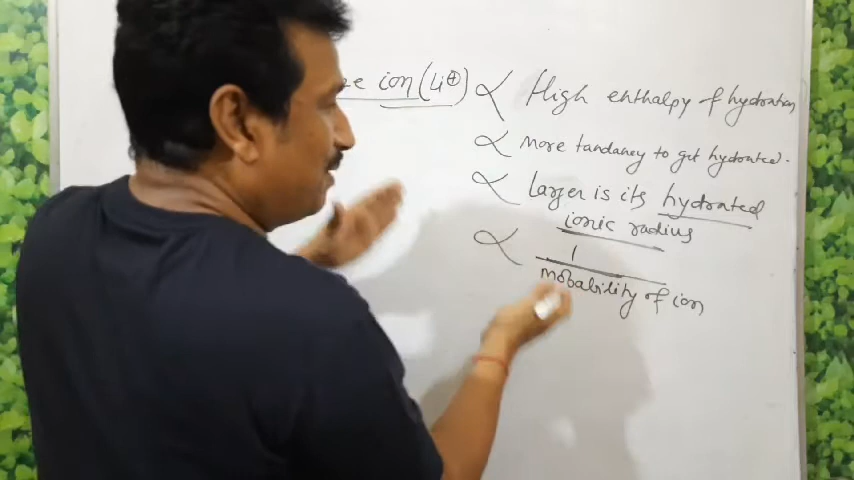 ion (Li⊕) ∝ High enthalpy of hydration
∝ more tandancy to get hydrated.
∝ larger is its hydrated
ionic radius
∝ 1
mobability of ion